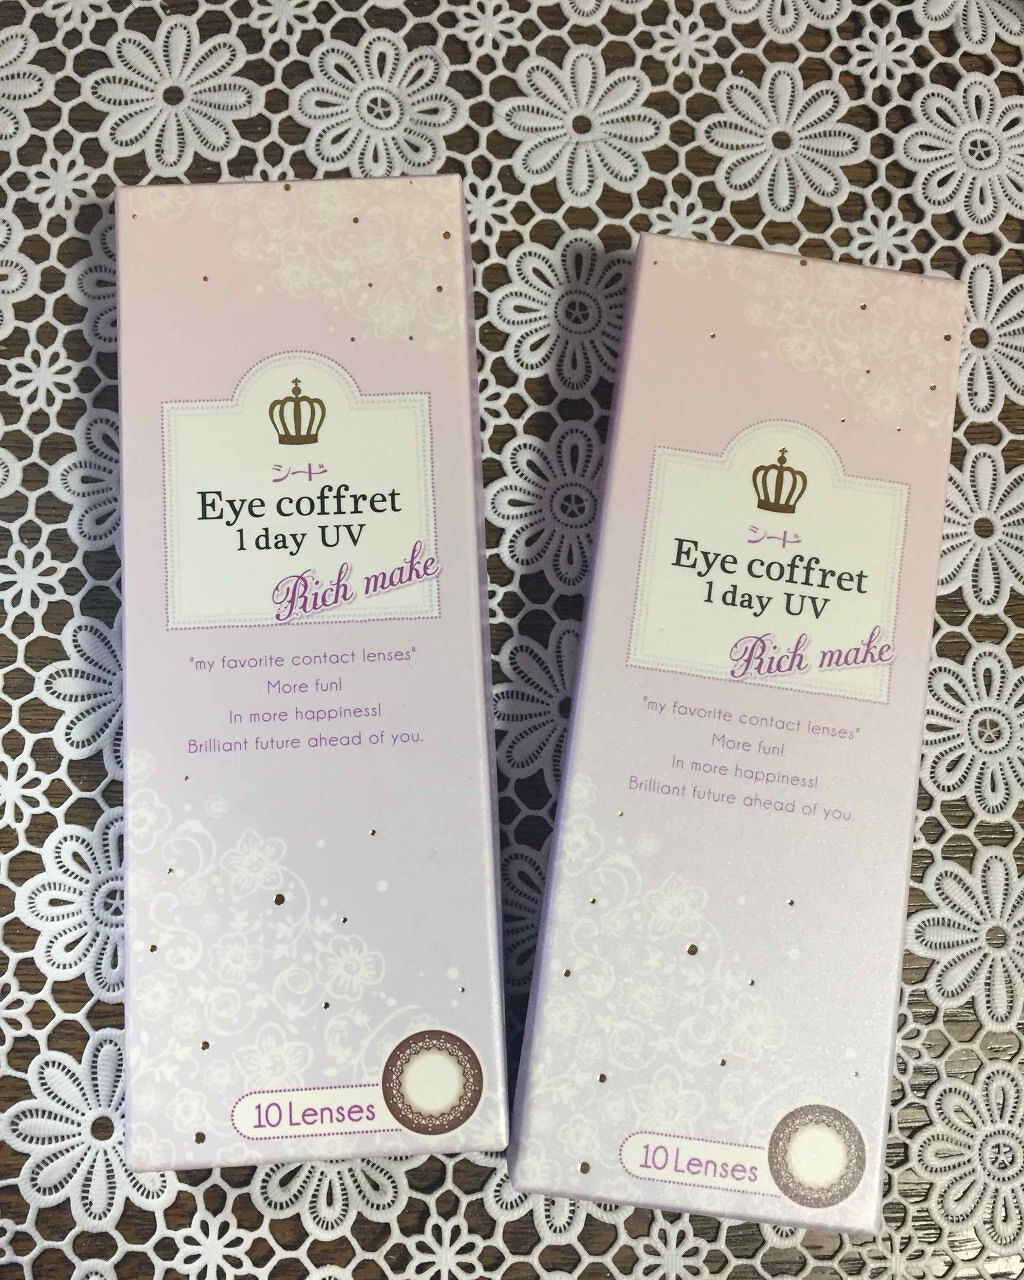 シード
Eye coffret
1 day UV
Rich make
"my favorite contact lenses"
More fun!
In more happiness!
Brilliant future ahead of you.
10 Lenses
シード
Eye coffret
1 day UV
Rich make
"my favorite contact lenses"
More fun!
In more happiness!
Brilliant future ahead of you.
10 Lenses